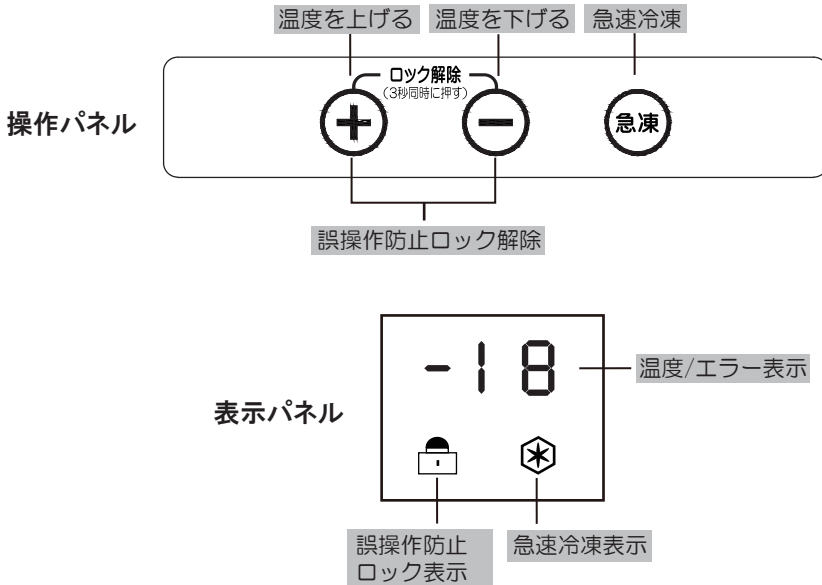 温度を上げる 温度を下げる 急速冷凍
ロック解除
(3秒同時に押す)
操作パネル
+ − 急凍
誤操作防止ロック解除
-18
温度/エラー表示
表示パネル
誤操作防止
ロック表示
急速冷凍表示